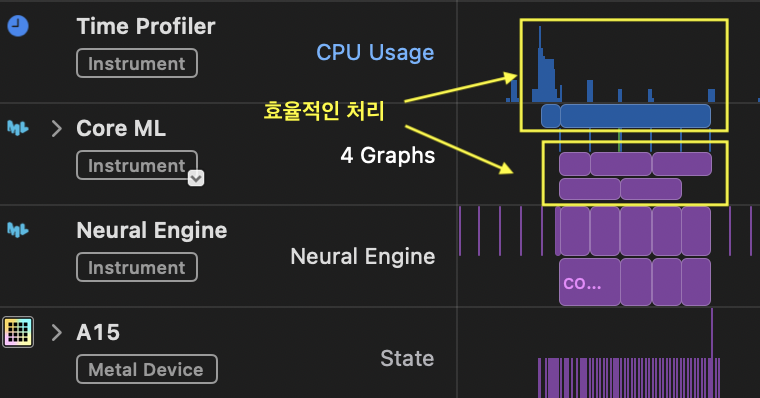 Time Profiler
Instrument
CPU Usage
효율적인 처리
Core ML
Instrument
4 Graphs
Neural Engine
Instrument
Neural Engine
co...
A15
Metal Device
State